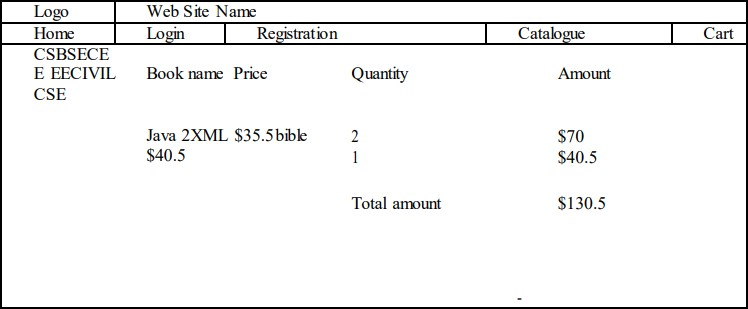 Logo Web Site Name
Home Login Registration Catalogue Cart
CSBSECE
E EECIVIL Book name Price Quantity Amount
CSE
Java 2XML $35.5bible 2 $70
$40.5 1 $40.5
Total amount $130.5
-